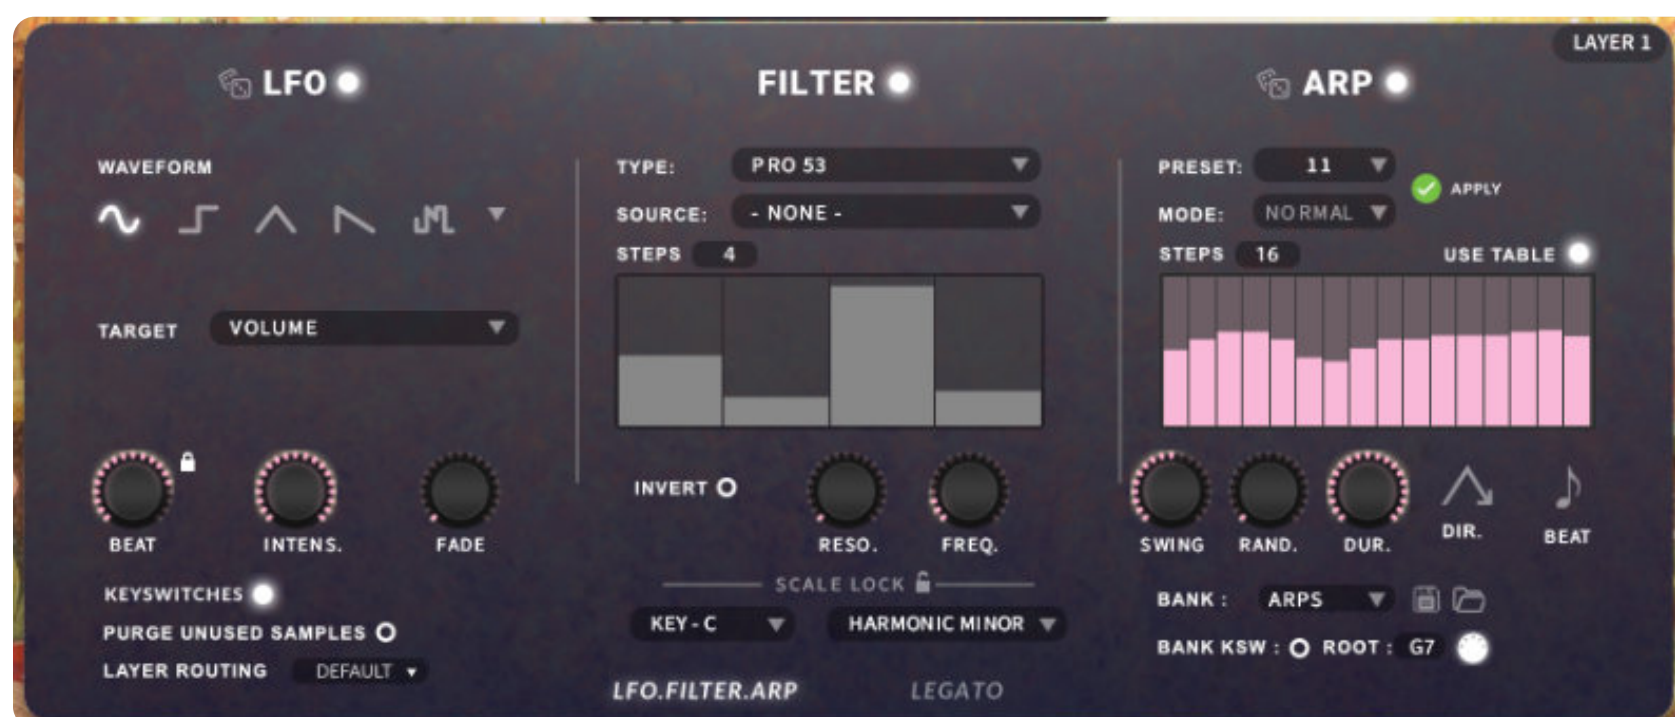 LAYER 1
LFO
WAVEFORM
TARGET VOLUME
BEAT INTENS. FADE
KEYSWITCHES
PURGE UNUSED SAMPLES
LAYER ROUTING DEFAULT
FILTER
TYPE: PRO 53
SOURCE: - NONE -
STEPS 4
INVERT
RESO. FREQ.
SCALE LOCK
KEY - C HARMONIC MINOR
LFO.FILTER.ARP LEGATO
ARP
PRESET: 11
APPLY
MODE: NORMAL
STEPS 16 USE TABLE
SWING RAND. DUR. DIR. BEAT
BANK : ARPS
BANK KSW : ROOT : G7